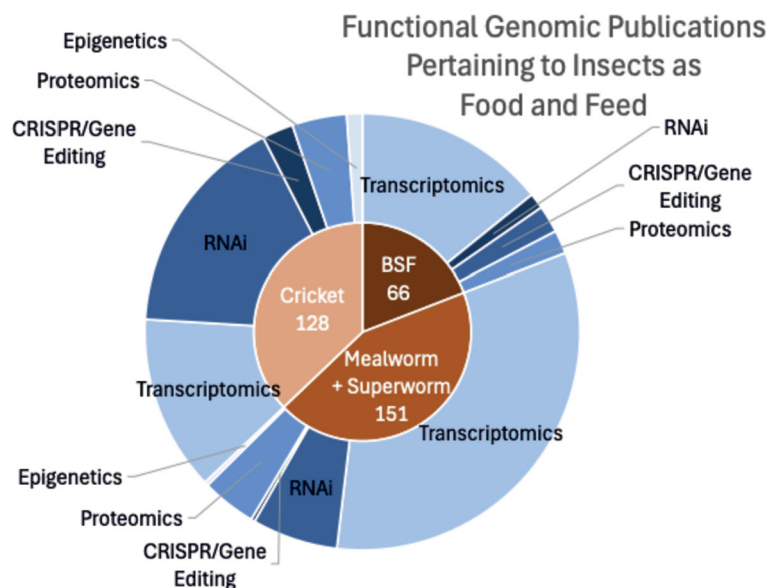 Functional Genomic Publications
Pertaining to Insects as
Food and Feed
Epigenetics
Proteomics
CRISPR/Gene
Editing
RNAi
Transcriptomics
RNAi
CRISPR/Gene
Editing
Proteomics
BSF
66
Cricket
128
Mealworm
+ Superworm
151
Transcriptomics
Transcriptomics
Epigenetics
Proteomics
CRISPR/Gene
Editing
RNAi